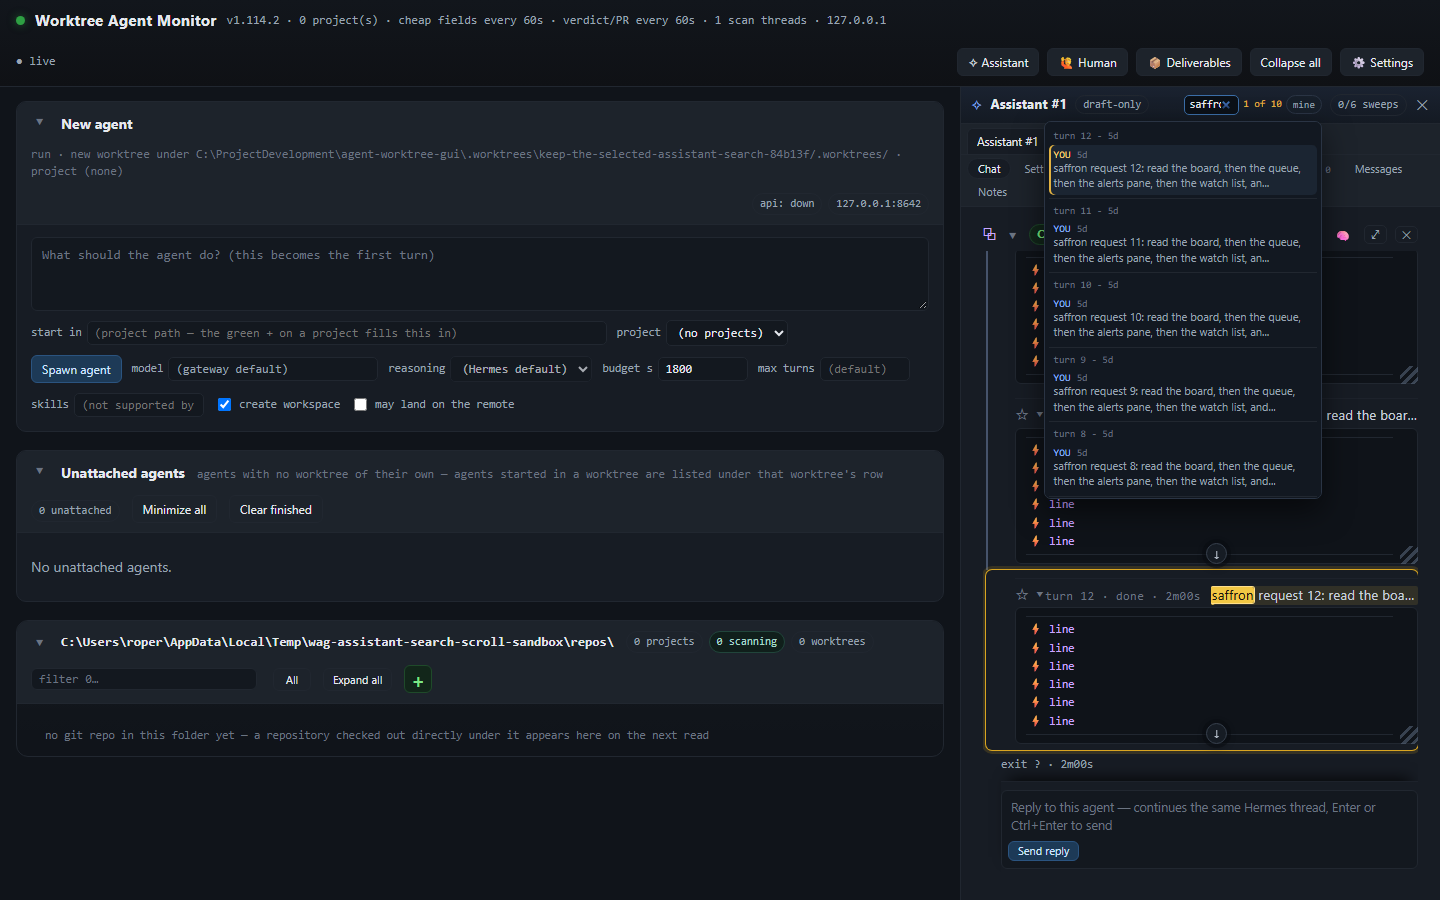 Worktree Agent Monitor v1.114.2 · 0 project(s) · cheap fields every 60s · verdict/PR every 60s · 1 scan threads · 127.0.0.1
live
Assistant
Human
Deliverables
Collapse all
Settings
New agent
run · new worktree under C:\ProjectDevelopment\agent-worktree-gui\.worktrees\keep-the-selected-assistant-search-84b13f/.worktrees/ ·
project (none)
api: down 127.0.0.1:8642
What should the agent do? (this becomes the first turn)
start in (project path — the green + on a project fills this in) project (no projects)
Spawn agent model (gateway default) reasoning (Hermes default) budget s 1800 max turns (default)
skills (not supported by create workspace may land on the remote
Unattached agents agents with no worktree of their own — agents started in a worktree are listed under that worktree's row
0 unattached Minimize all Clear finished
No unattached agents.
C:\Users\roper\AppData\Local\Temp\wag-assistant-search-scroll-sandbox\repos\ 0 projects 0 scanning 0 worktrees
filter 0… All Expand all +
no git repo in this folder yet — a repository checked out directly under it appears here on the next read
Assistant #1 draft-only saffr 1 of 10 mine 0/6 sweeps
Assistant #1
Chat Sett 0 Messages
Notes
C
turn 12 - 5d
YOU 5d
saffron request 12: read the board, then the queue,
then the alerts pane, then the watch list, an…
turn 11 - 5d
YOU 5d
saffron request 11: read the board, then the queue,
then the alerts pane, then the watch list, an…
turn 10 - 5d
YOU 5d
saffron request 10: read the board, then the queue,
then the alerts pane, then the watch list, an…
turn 9 - 5d
YOU 5d
saffron request 9: read the board, then the queue,
then the alerts pane, then the watch list, and…
turn 8 - 5d
YOU 5d
saffron request 8: read the board, then the queue,
then the alerts pane, then the watch list, and…
read the boar…
line
line
line
turn 12 · done · 2m00s saffron request 12: read the boa…
line
line
line
line
line
line
exit ? · 2m00s
Reply to this agent — continues the same Hermes thread, Enter or
Ctrl+Enter to send
Send reply